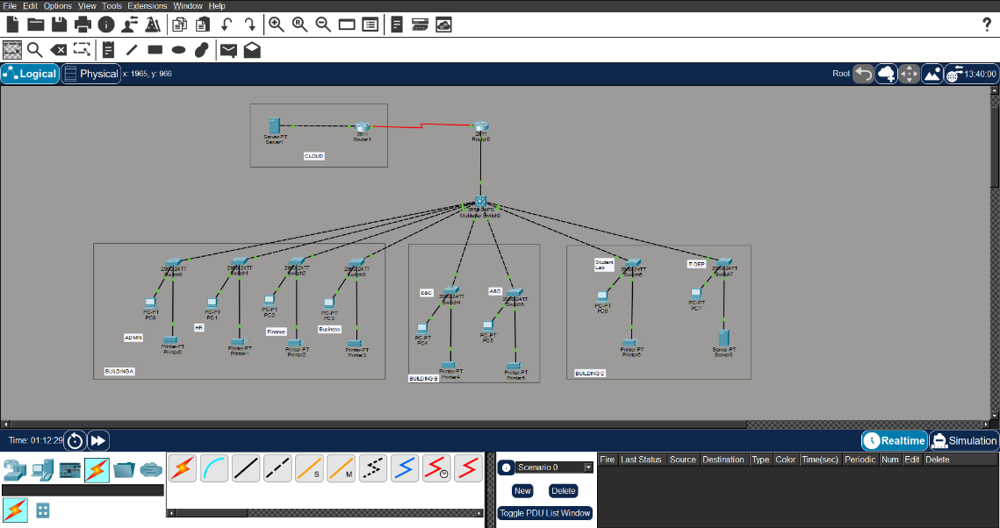 File Edit Options View Tools Extensions Window Help
?
Logical Physical x: 1965, y: 966
Root 13:40:00
Server-PT
Server1
2911
Router1
CLOUD
2911
Router0
3650-24PS
Multilayer Switch0
2960-24TT
Switch0
PC-PT
PC0
Printer-PT
Printer0
ADMIN
2960-24TT
Switch1
PC-PT
PC1
Printer-PT
Printer1
HR
2960-24TT
Switch2
PC-PT
PC2
Printer-PT
Printer2
Finance
2960-24TT
Switch3
PC-PT
PC3
Printer-PT
Printer3
Business
BUILDING A
E&C
2960-24TT
Switch4
PC-PT
PC4
Printer-PT
Printer4
A&D
2960-24TT
Switch5
PC-PT
PC5
Printer-PT
BUILDING B
Student
Lab
2960-24TT
PC-PT
PC6
Printer-PT
2960-24TT
Switch7
PC-PT
PC7
Server-PT
BUILDING C
Time: 01:12:29
Realtime Simulation
S
M
Scenario 0
New Delete
Toggle PDU List Window
Fire Last Status Source Destination Type Color Time(sec) Periodic Num Edit Delete